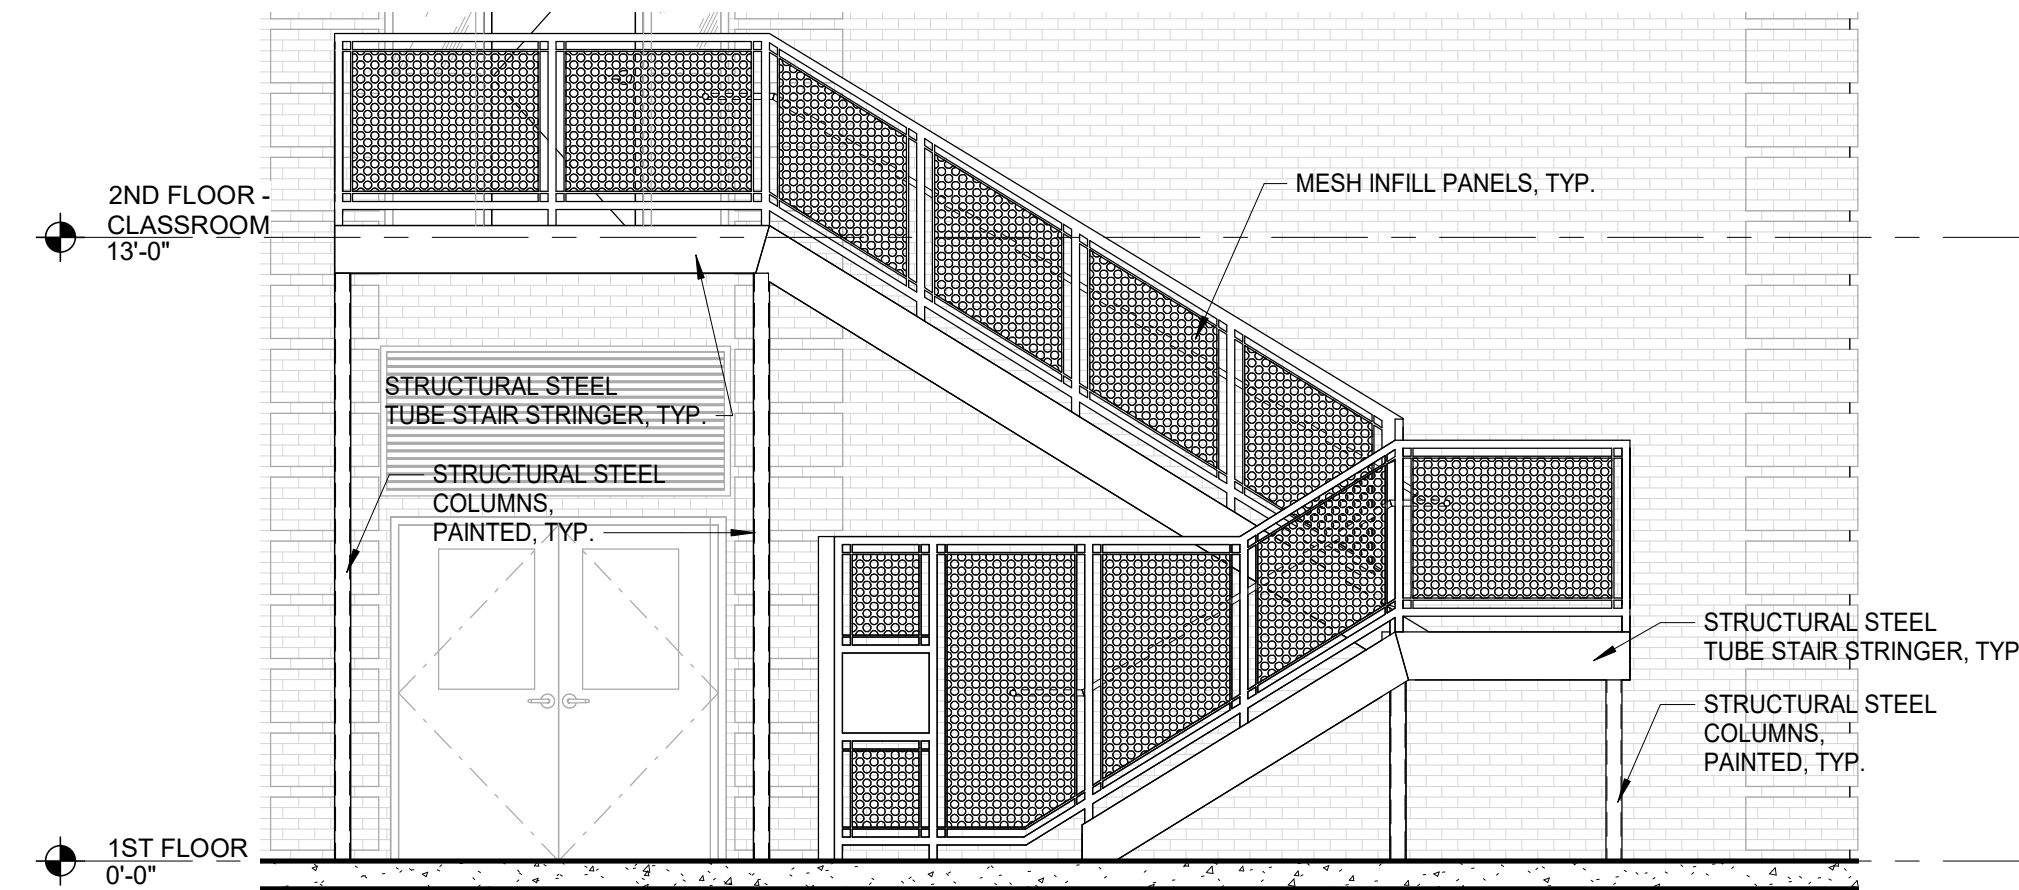 2ND FLOOR -
CLASSROOM
13'-0"
MESH INFILL PANELS, TYP.
STRUCTURAL STEEL
TUBE STAIR STRINGER, TYP.
STRUCTURAL STEEL
COLUMNS,
PAINTED, TYP.
STRUCTURAL STEEL
TUBE STAIR STRINGER, TYP
STRUCTURAL STEEL
COLUMNS,
PAINTED, TYP.
1ST FLOOR
0'-0"